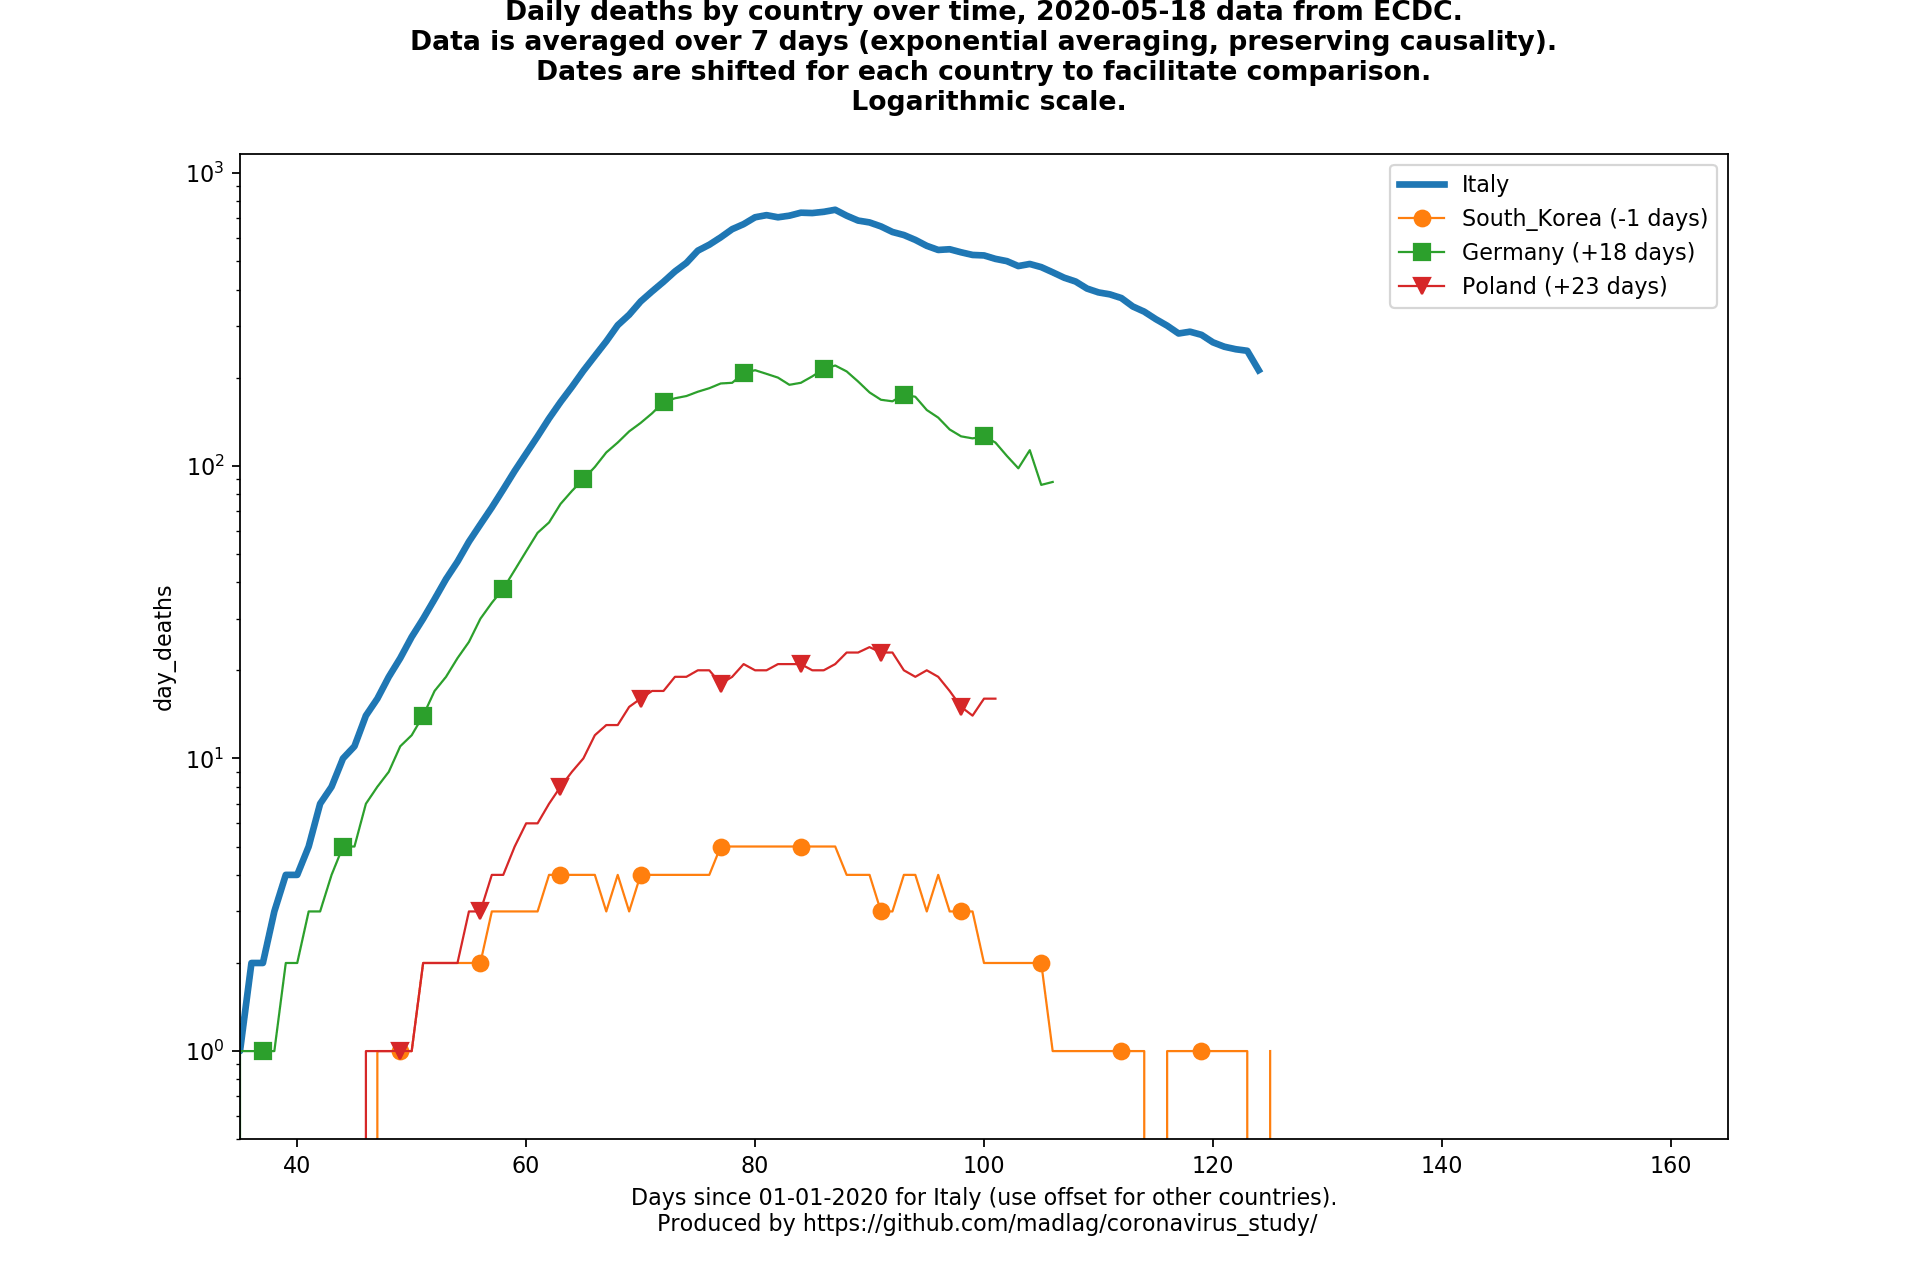 Daily deaths by country over time, 2020-05-18 data from ECDC.
Data is averaged over 7 days (exponential averaging, preserving causality).
Dates are shifted for each country to facilitate comparison.
Logarithmic scale.
10³
10²
10¹
10⁰
day_deaths
Italy
South_Korea (-1 days)
Germany (+18 days)
Poland (+23 days)
40 60 80 100 120 140 160
Days since 01-01-2020 for Italy (use offset for other countries).
Produced by https://github.com/madlag/coronavirus_study/